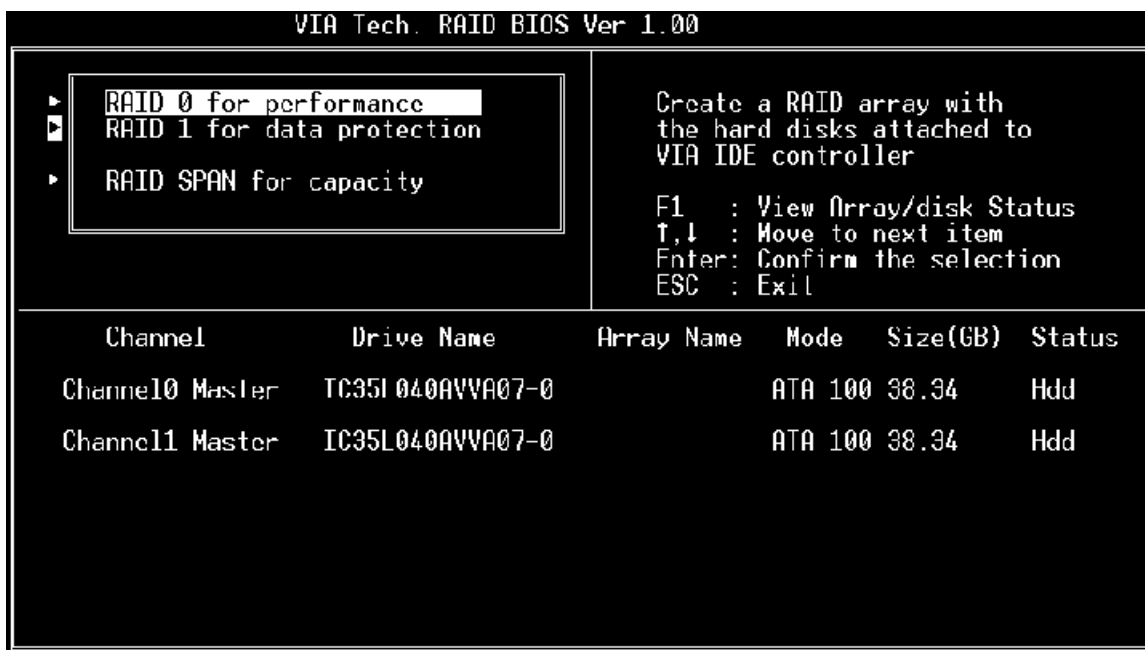 VIA Tech. RAID BIOS Ver 1.00
RAID 0 for performance
RAID 1 for data protection
RAID SPAN for capacity
Create a RAID array with
the hard disks attached to
VIA IDE controller
F1 : View Array/disk Status
↑,↓ : Move to next item
Enter: Confirm the selection
ESC : Exit
Channel Drive Name Array Name Mode Size(GB) Status
Channel0 Master IC35L040AVVA07-0 ATA 100 38.34 Hdd
Channel1 Master IC35L040AVVA07-0 ATA 100 38.34 Hdd